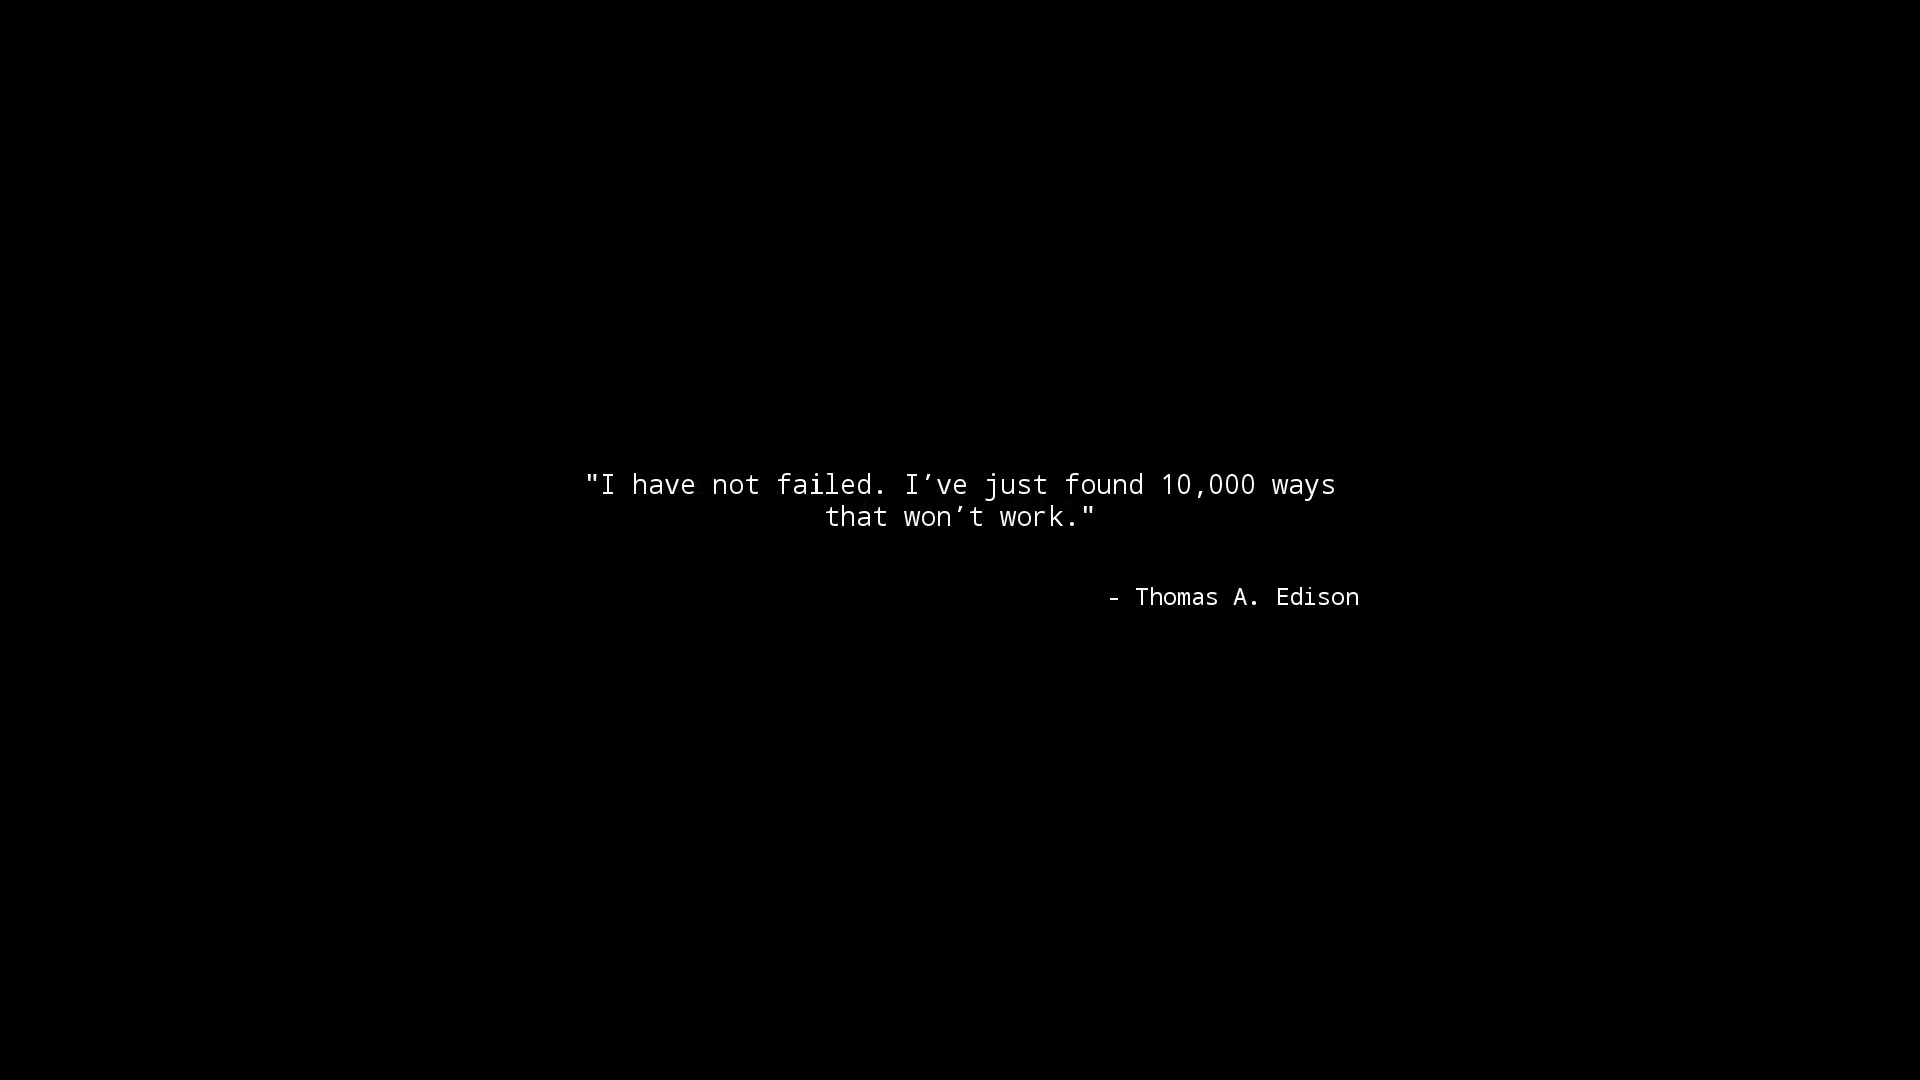 "I have not failed. I’ve just found 10,000 ways
that won’t work."
- Thomas A. Edison